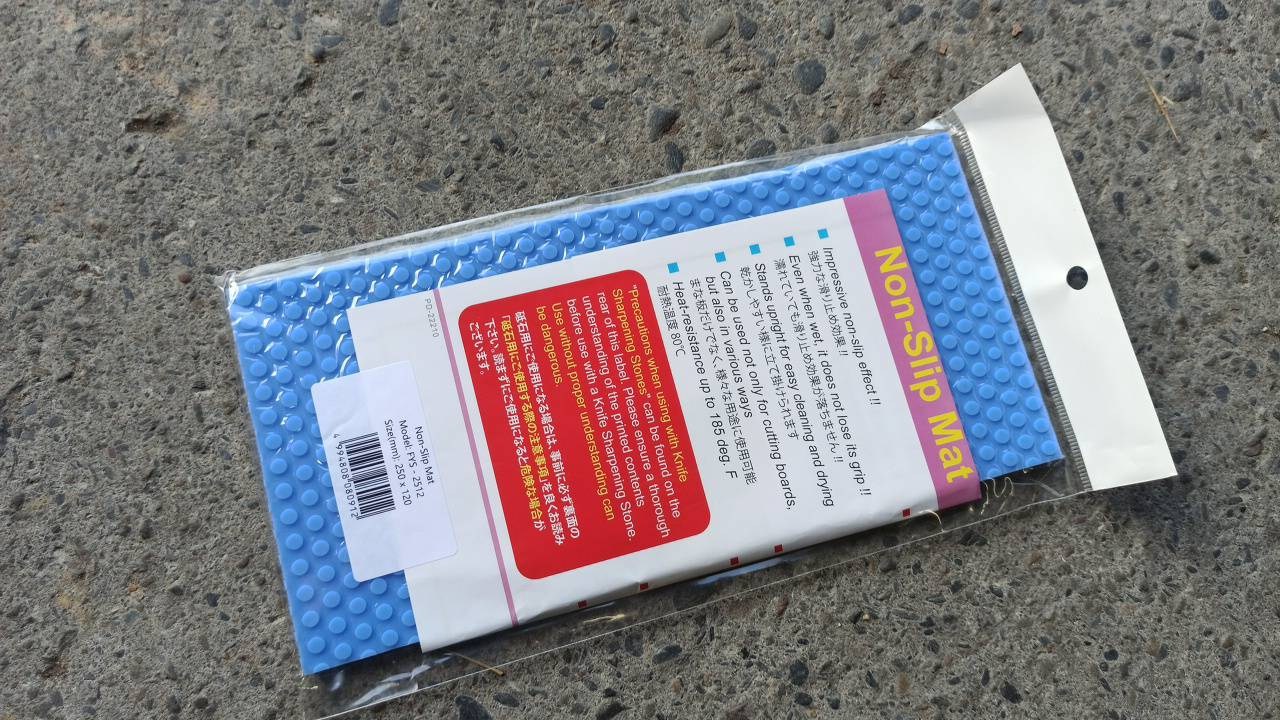 Non-Slip Mat
Impressive non-slip effect !!
強力な滑り止め効果 !!
Even when wet, it does not lose its grip !!
濡れていても滑り止め効果が落ちません !!
Stands upright for easy cleaning and drying
乾かしやすい様に立て掛けられます
Can be used not only for cutting boards,
but also in various ways
まな板だけでなく様々な用途に使用可能
Heat-resistance up to 185 deg. F
耐熱温度80℃
"Precautions when using with Knife
Sharpening Stones" can be found on the
rear of this label. Please ensure a thorough
understanding of the printed contents
before use with a Knife Sharpening Stone.
Use without proper understanding can
be dangerous.
砥石用にご使用になる場合は、事前に必ず裏面の
「砥石用にご使用する際の注意事項」を良くお読み
下さい。読まずにご使用になると危険な場合が
ございます。
PD-22210
Non-Slip Mat
Model: FYS - 2512
Size(mm): 250 x 120
4 994808 080912